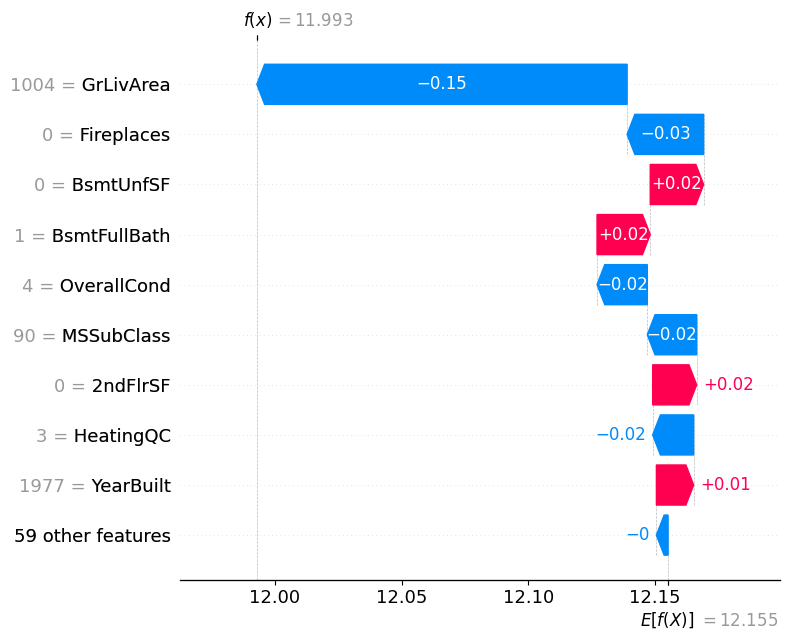 f(x) = 11.993
1004 = GrLivArea −0.15
0 = Fireplaces −0.03
0 = BsmtUnfSF +0.02
1 = BsmtFullBath +0.02
4 = OverallCond −0.02
90 = MSSubClass −0.02
0 = 2ndFlrSF +0.02
3 = HeatingQC −0.02
1977 = YearBuilt +0.01
59 other features −0
12.00 12.05 12.10 12.15
E[f(X)] = 12.155